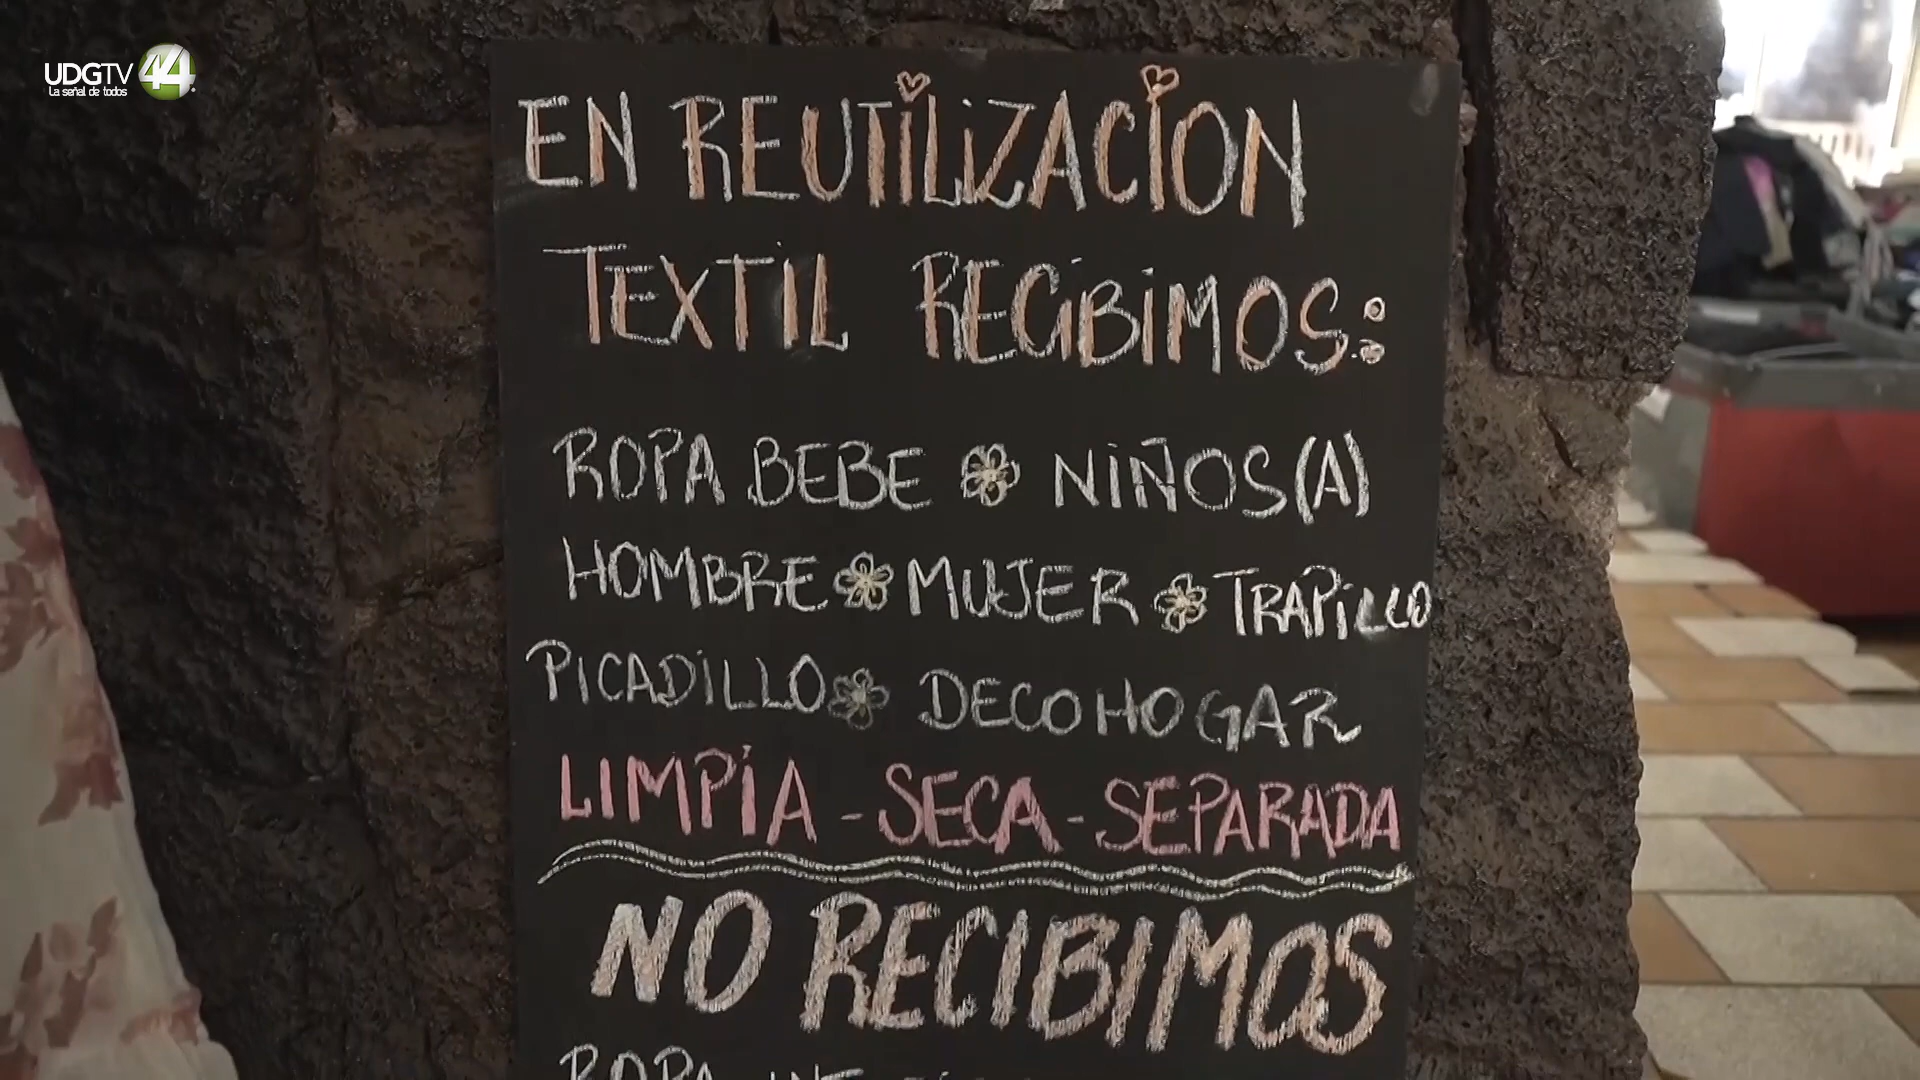 UDGTV 44
La señal de todos
EN REUTILIZACION
TEXTIL RECIBIMOS:
ROPA BEBE NIÑOS(A)
HOMBRE MUJER TRAPILLO
PICADILLO DECOHOGAR
LIMPIA - SECA - SEPARADA
NO RECIBIMOS
ROPA